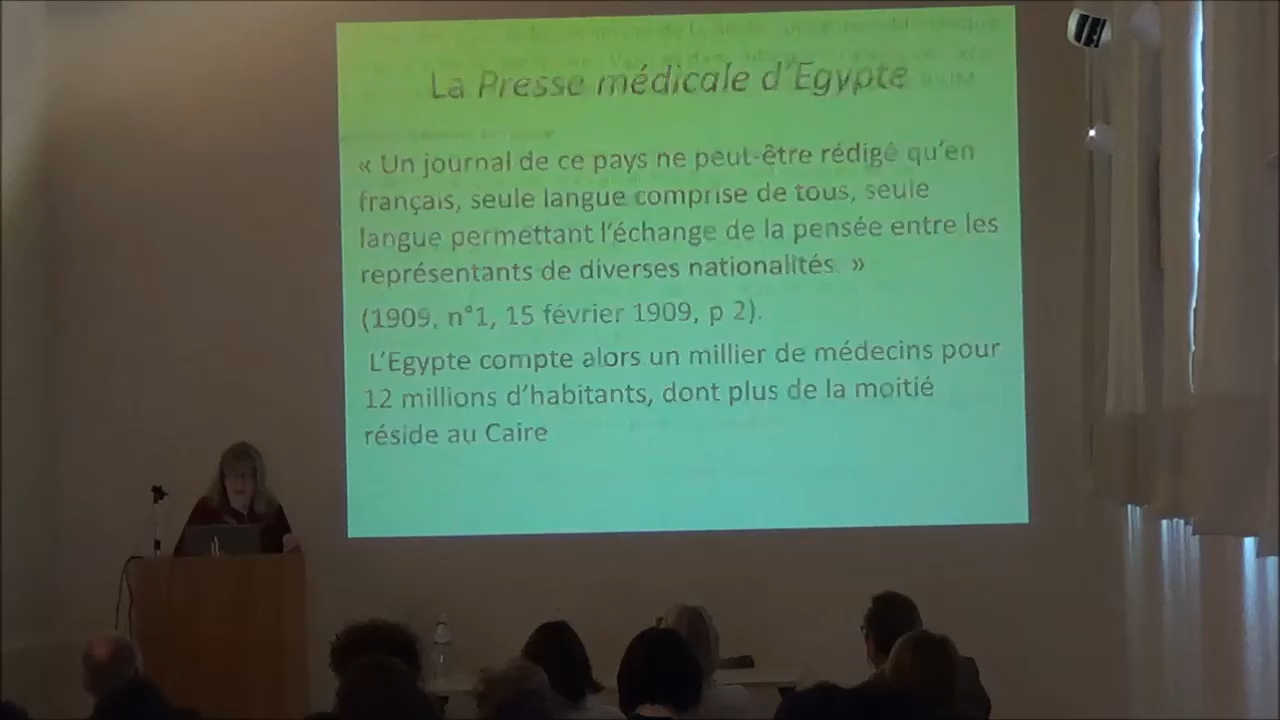 La Presse médicale d'Egypte
« Un journal de ce pays ne peut-être rédigé qu'en
français, seule langue comprise de tous, seule
langue permettant l'échange de la pensée entre les
représentants de diverses nationalités. »
(1909, n°1, 15 février 1909, p 2).
L'Egypte compte alors un millier de médecins pour
12 millions d'habitants, dont plus de la moitié
réside au Caire